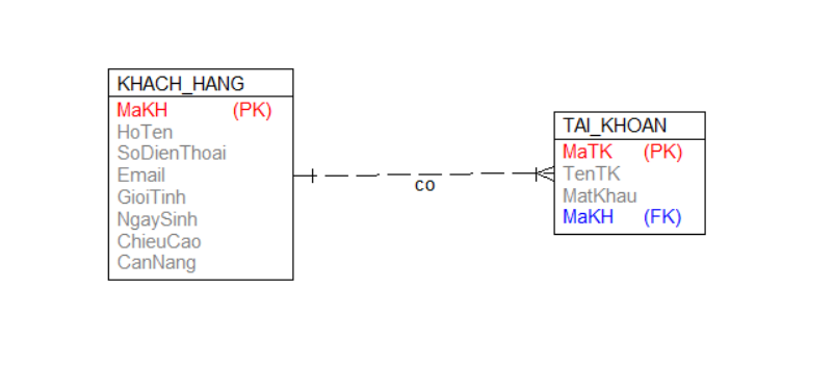 KHACH_HANG
MaKH (PK)
HoTen
SoDienThoai
Email
GioiTinh
NgaySinh
ChieuCao
CanNang
co
TAI_KHOAN
MaTK (PK)
TenTK
MatKhau
MaKH (FK)